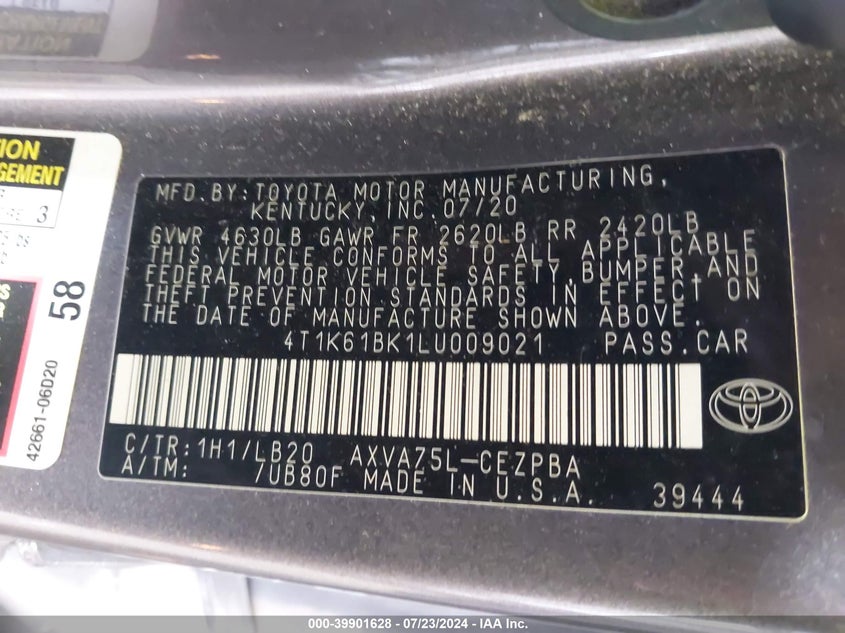 MFD.BY: TOYOTA MOTOR MANUFACTURING,
KENTUCKY, INC. 07/20
GVWR 4630LB GAWR FR 2620LB RR 2420LB
THIS VEHICLE CONFORMS TO ALL APPLICABLE
FEDERAL MOTOR VEHICLE SAFETY, BUMPER, AND
THEFT PREVENTION STANDARDS IN EFFECT ON
THE DATE OF MANUFACTURE SHOWN ABOVE.
4T1K61BK1LU009021 PASS.CAR
C/TR: 1H1/LB20 AXVA75L-CEZPBA
A/TM: /UB80F MADE IN U.S.A. 39444
3
58
42661-06D20
000-39901628 - 07/23/2024 - IAA Inc.